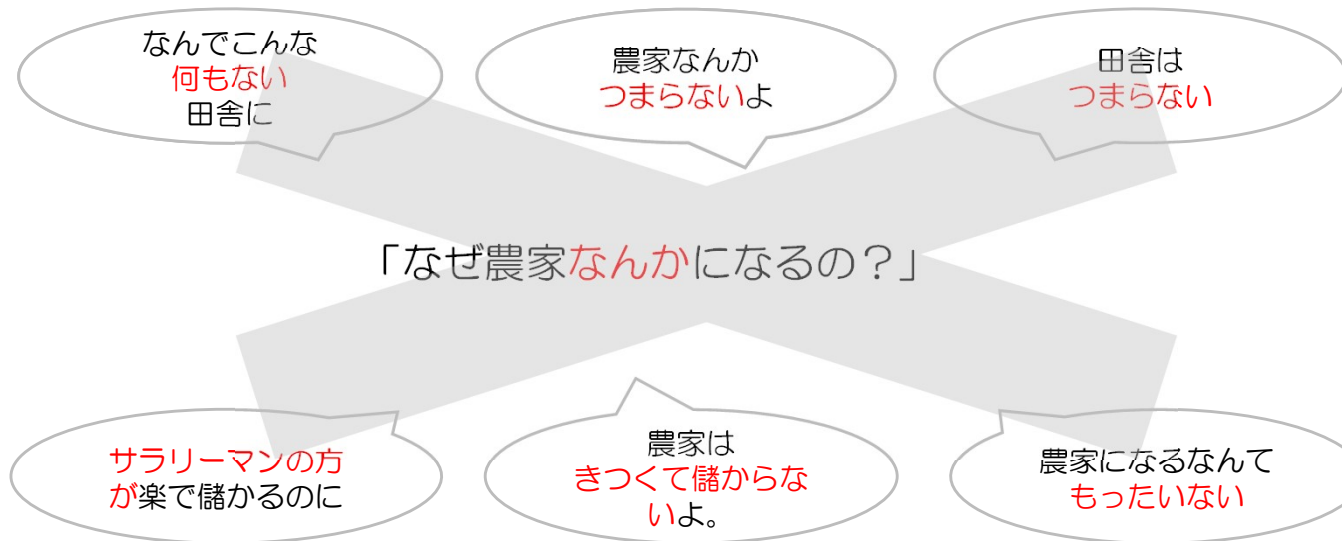 なんでこんな
何もない
田舎に
農家なんか
つまらないよ
田舎は
つまらない
「なぜ農家なんかになるの？」
サラリーマンの方
が楽で儲かるのに
農家は
きつくて儲からな
いよ。
農家になるなんて
もったいない